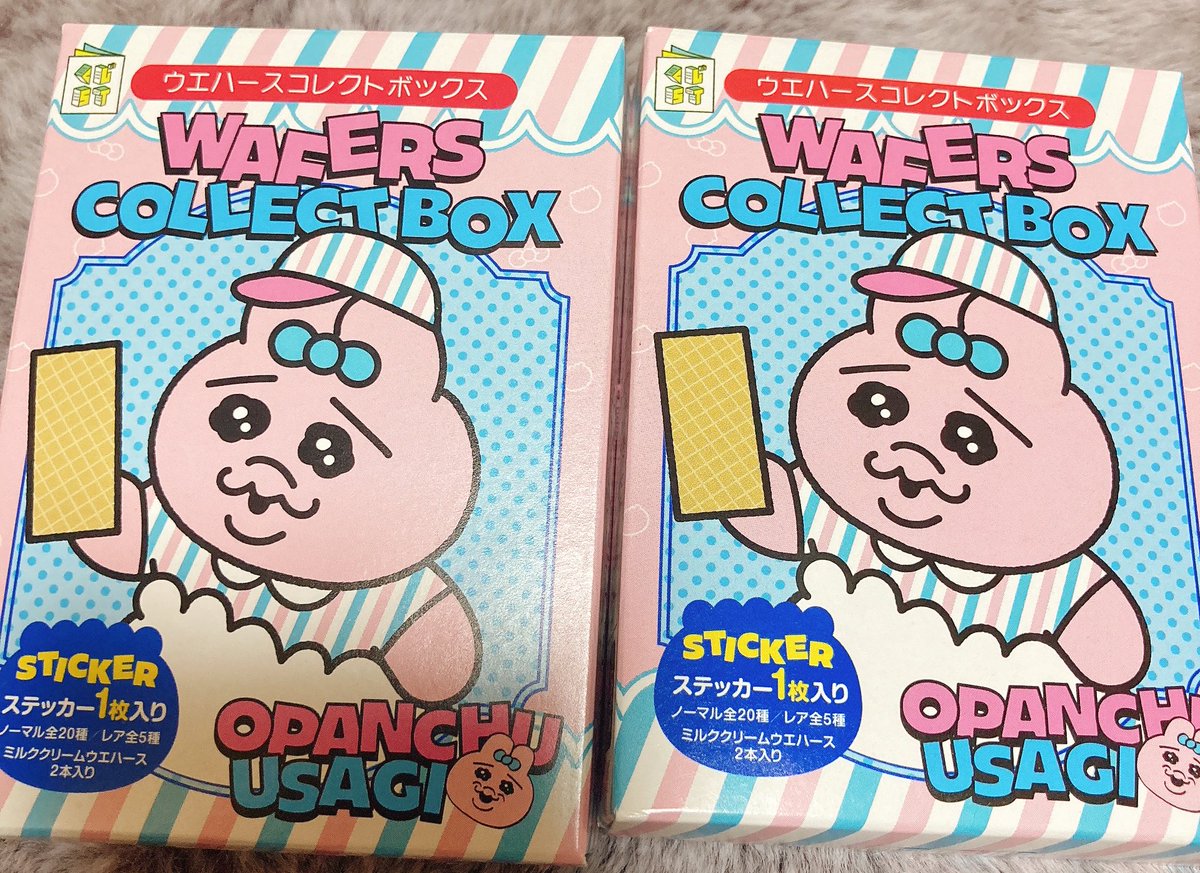 くじ
ST
ウエハースコレクトボックス
WAFERS
COLLECT BOX
STICKER
ステッカー1枚入り
ノーマル全20種/レア全5種
ミルククリームウエハース
2本入り
OPANCHU
USAGI
くじ
ST
ウエハースコレクトボックス
WAFERS
COLLECT BOX
STICKER
ステッカー1枚入り
ノーマル全20種/レア全5種
ミルククリームウエハース
2本入り
OPANCHU
USAGI